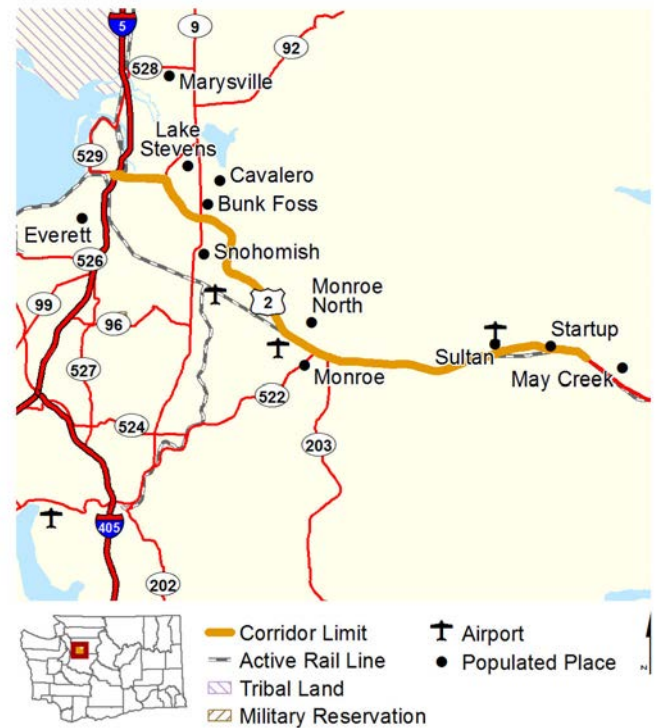 5
9
92
528
Marysville
Lake
Stevens
529
Cavalero
Bunk Foss
Everett
526
Snohomish
99
96
2
Monroe
North
Startup
Sultan
May Creek
527
Monroe
522
524
203
405
202
Corridor Limit
Active Rail Line
Tribal Land
Military Reservation
Airport
Populated Place
N